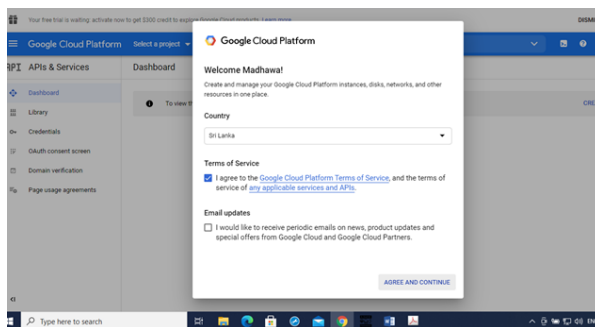 Your free trial is waiting: activate now to get $300 credit to explore Google Cloud products. Learn more
DISMI
Google Cloud Platform
Select a project
API APIs & Services
Dashboard
Dashboard
Library
Credentials
OAuth consent screen
Domain verification
Page usage agreements
To view th
CRE
Google Cloud Platform
Welcome Madhawa!
Create and manage your Google Cloud Platform instances, disks, networks, and other
resources in one place.
Country
Sri Lanka
Terms of Service
I agree to the Google Cloud Platform Terms of Service, and the terms of
service of any applicable services and APIs.
Email updates
I would like to receive periodic emails on news, product updates and
special offers from Google Cloud and Google Cloud Partners.
AGREE AND CONTINUE
Type here to search
EN